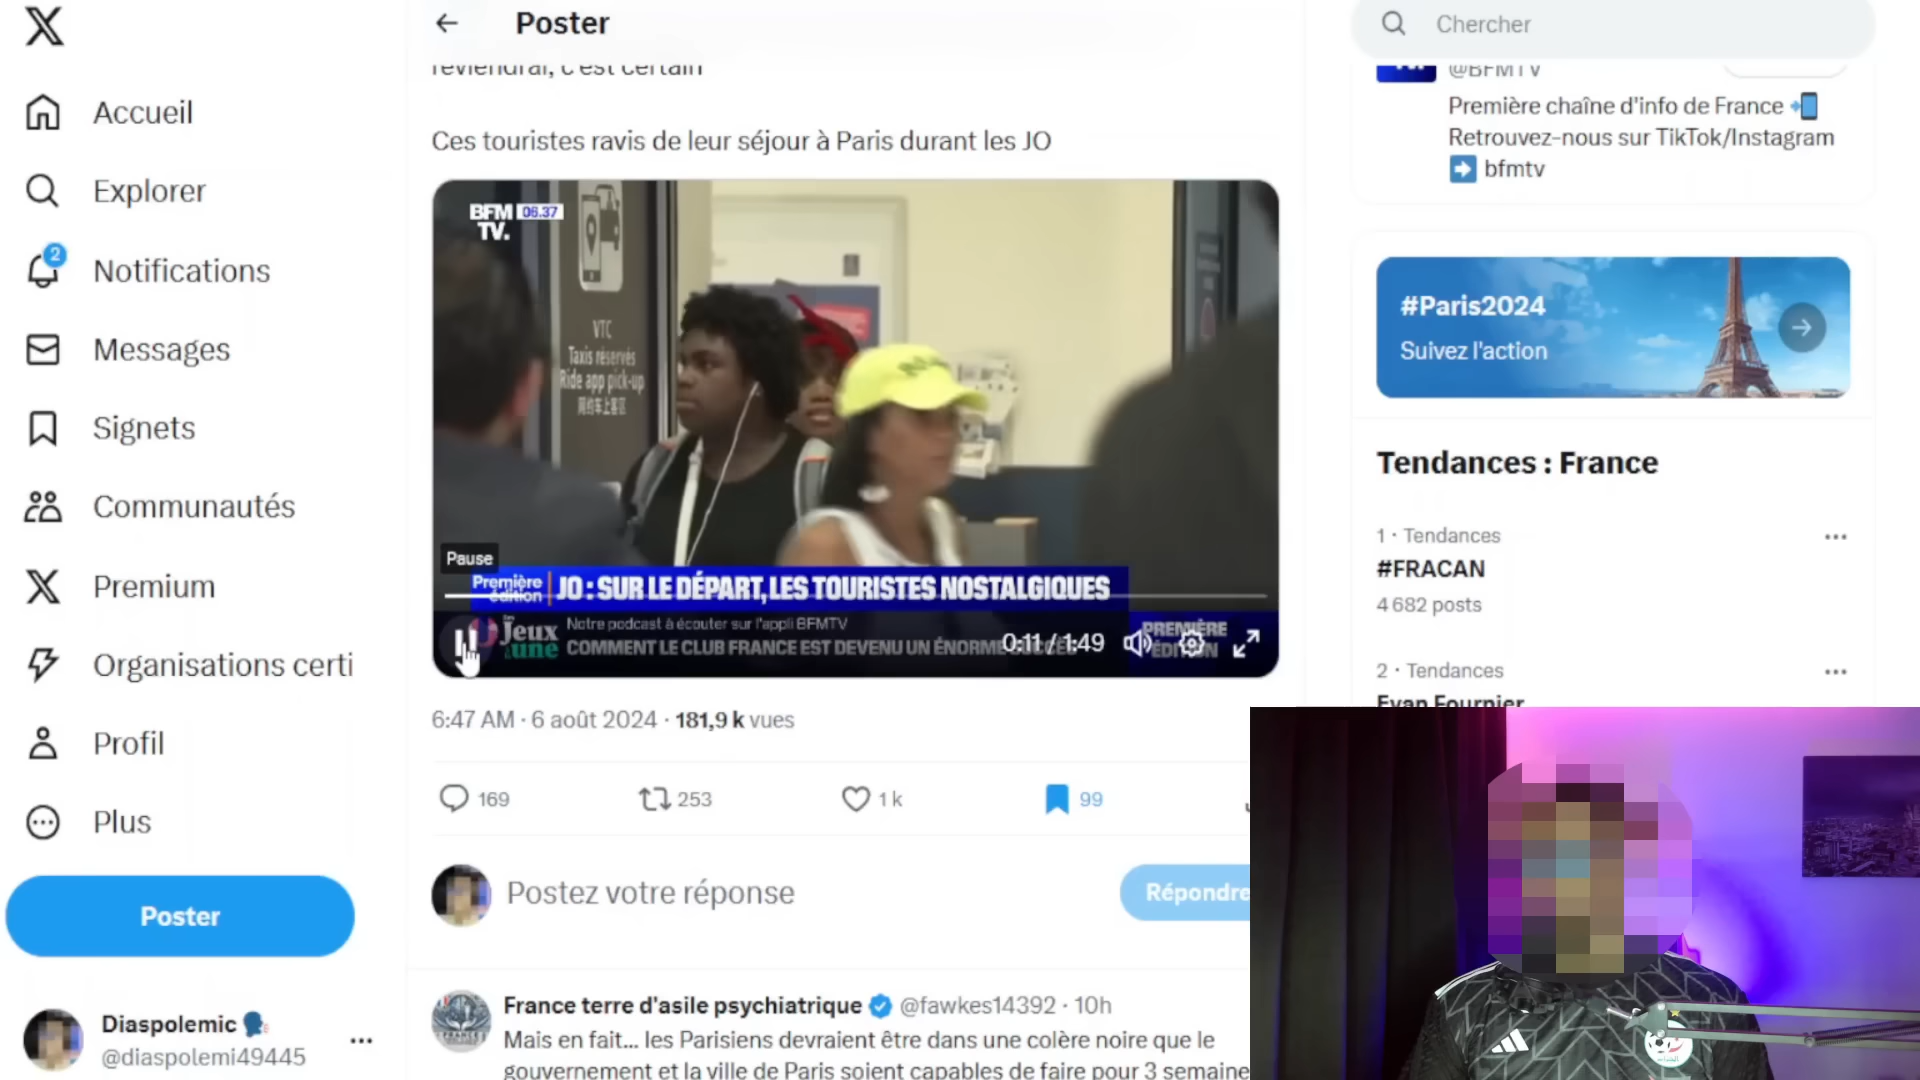 Accueil
Explorer
2
Notifications
Messages
Signets
Communautés
Premium
Organisations certi
Profil
Plus
Poster
Diaspolemic
@diaspolemi49445
Poster
reviendrai, c'est certain
Ces touristes ravis de leur séjour à Paris durant les JO
BFM 06.37
TV.
VTC
Taxis réservés
Ride app pick-up
Pause
Première
édition
JO : SUR LE DÉPART, LES TOURISTES NOSTALGIQUES
Jeux
à la une
Notre podcast à écouter sur l'appli BFMTV
COMMENT LE CLUB FRANCE EST DEVENU UN ÉNORME SUCCÈS
0:11 / 1:49
PREMIÈRE
ÉDITION
6:47 AM · 6 août 2024 · 181,9 k vues
169
253
1 k
99
Postez votre réponse
Répondre
France terre d'asile psychiatrique @fawkes14392 · 10h
Mais en fait... les Parisiens devraient être dans une colère noire que le
gouvernement et la ville de Paris soient capables de faire pour 3 semaine
Chercher
@BFMTV
Première chaîne d'info de France
Retrouvez-nous sur TikTok/Instagram
bfmtv
#Paris2024
Suivez l'action
Tendances : France
1 · Tendances
#FRACAN
4 682 posts
2 · Tendances
Evan Fournier